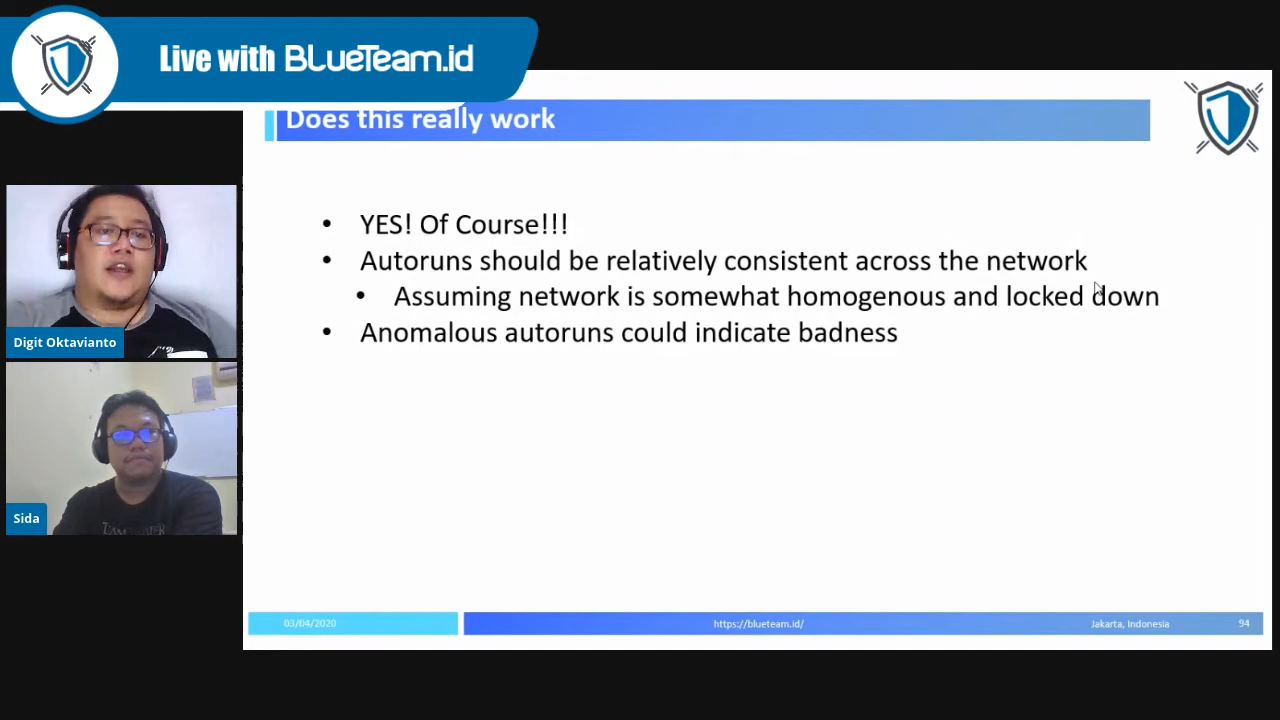 Live with BLUETEAM.id
Does this really work
• YES! Of Course!!!
• Autoruns should be relatively consistent across the network
• Assuming network is somewhat homogenous and locked down
• Anomalous autoruns could indicate badness
Digit Oktavianto
Sida
03/04/2020
https://blueteam.id/
Jakarta, Indonesia
94